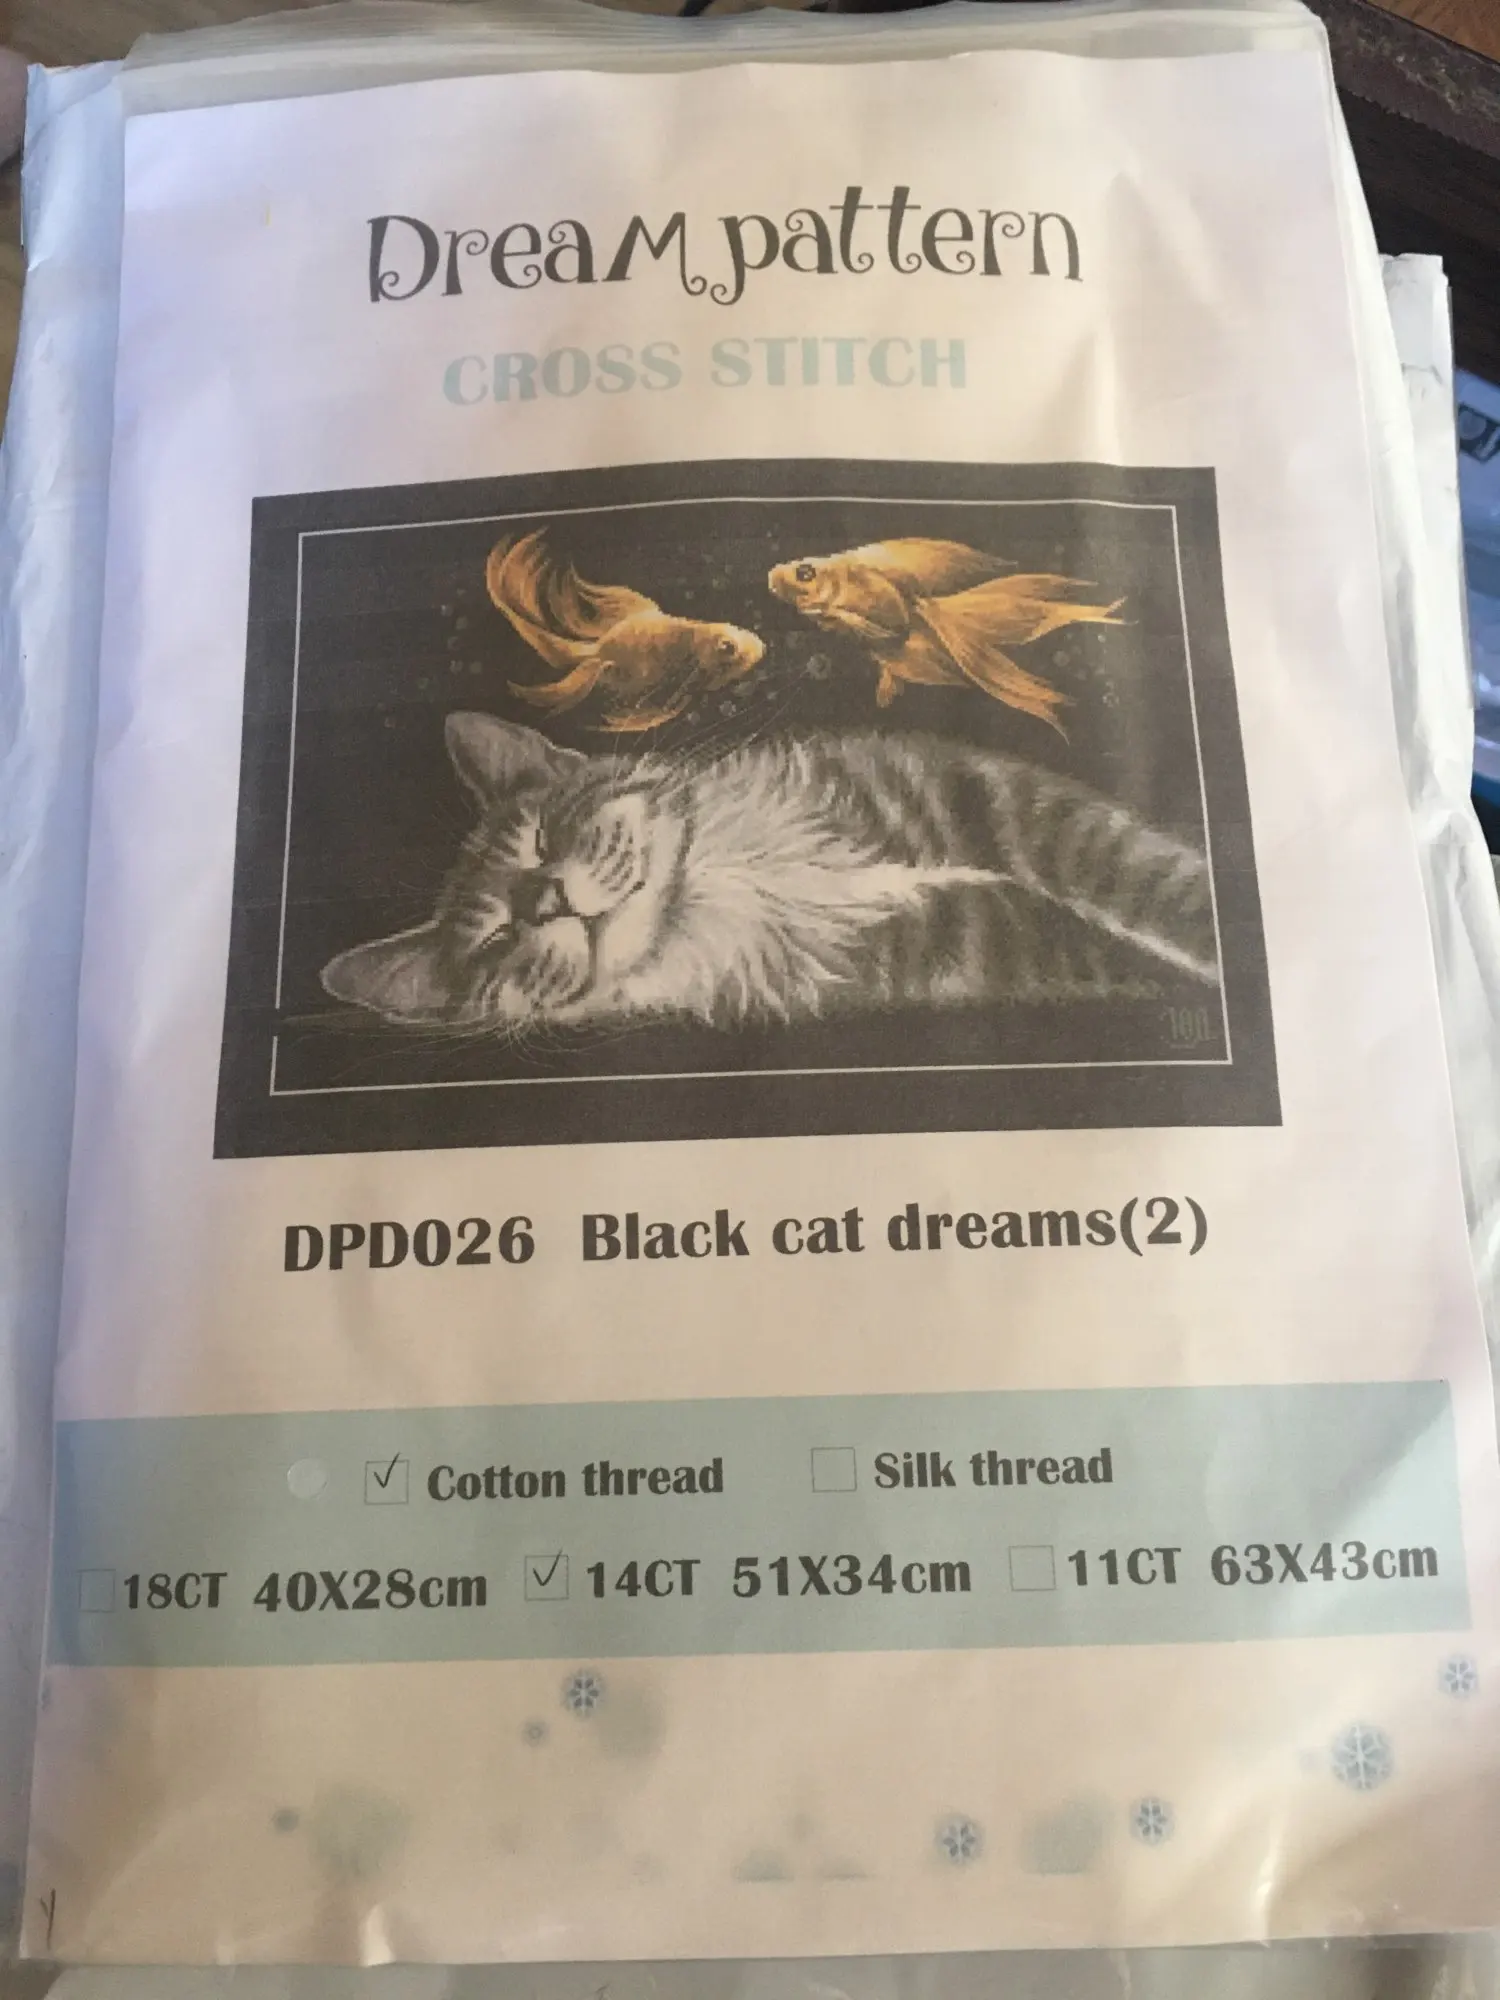 Dream pattern
CROSS STITCH
DPD026 Black cat dreams(2)
✓ Cotton thread Silk thread
18CT 40X28cm ✓ 14CT 51X34cm 11CT 63X43cm
y